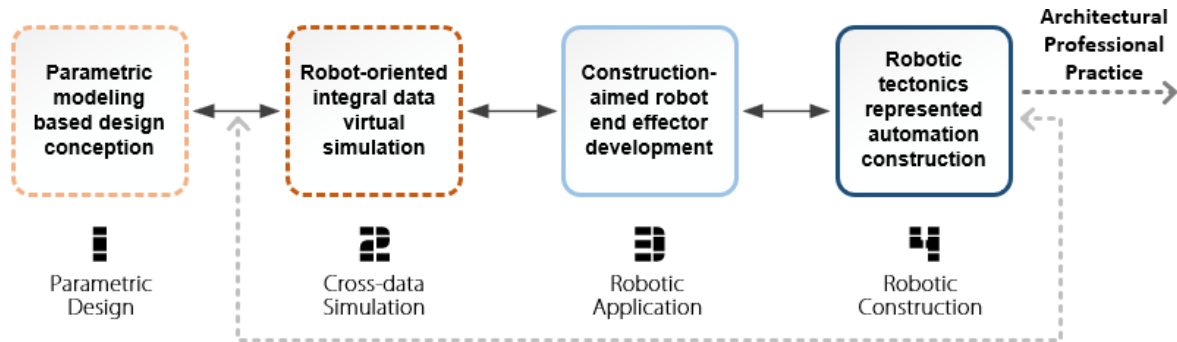 Parametric
modeling
based design
conception
Robot-oriented
integral data
virtual
simulation
Construction-
aimed robot
end effector
development
Robotic
tectonics
represented
automation
construction
Architectural
Professional
Practice
1
Parametric
Design
2
Cross-data
Simulation
3
Robotic
Application
4
Robotic
Construction